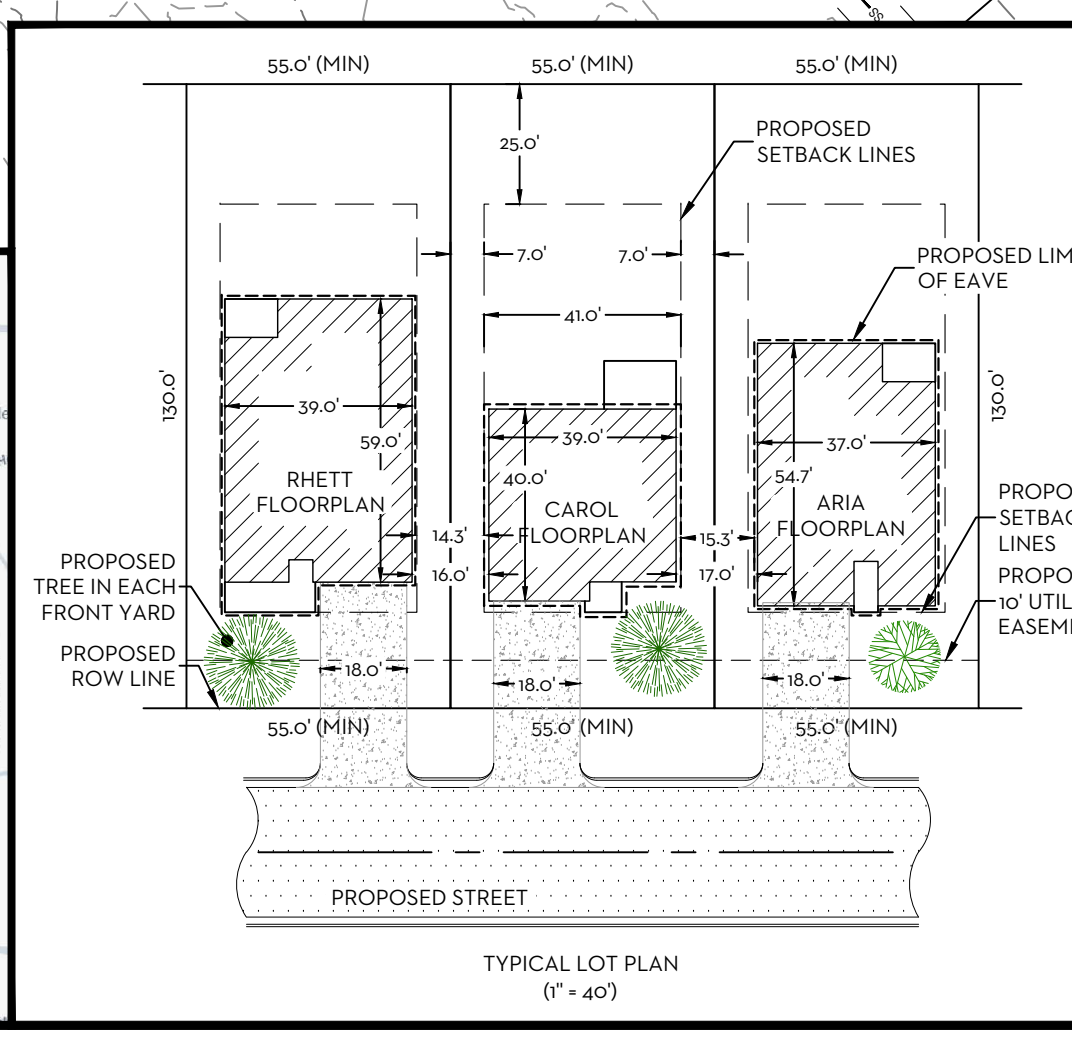 SS
55.0' (MIN)
55.0' (MIN)
55.0' (MIN)
25.0'
PROPOSED
SETBACK LINES
7.0'
7.0'
PROPOSED LIM
OF EAVE
41.0'
130.0'
39.0'
59.0'
RHETT
FLOORPLAN
39.0'
40.0'
CAROL
FLOORPLAN
37.0'
54.7'
ARIA
FLOORPLAN
130.0'
14.3'
16.0'
15.3'
17.0'
PROPO
SETBAC
LINES
PROPO
10' UTIL
EASEM
PROPOSED
TREE IN EACH
FRONT YARD
PROPOSED
ROW LINE
18.0'
18.0'
18.0'
55.0' (MIN)
55.0' (MIN)
55.0' (MIN)
PROPOSED STREET
TYPICAL LOT PLAN
(1" = 40')